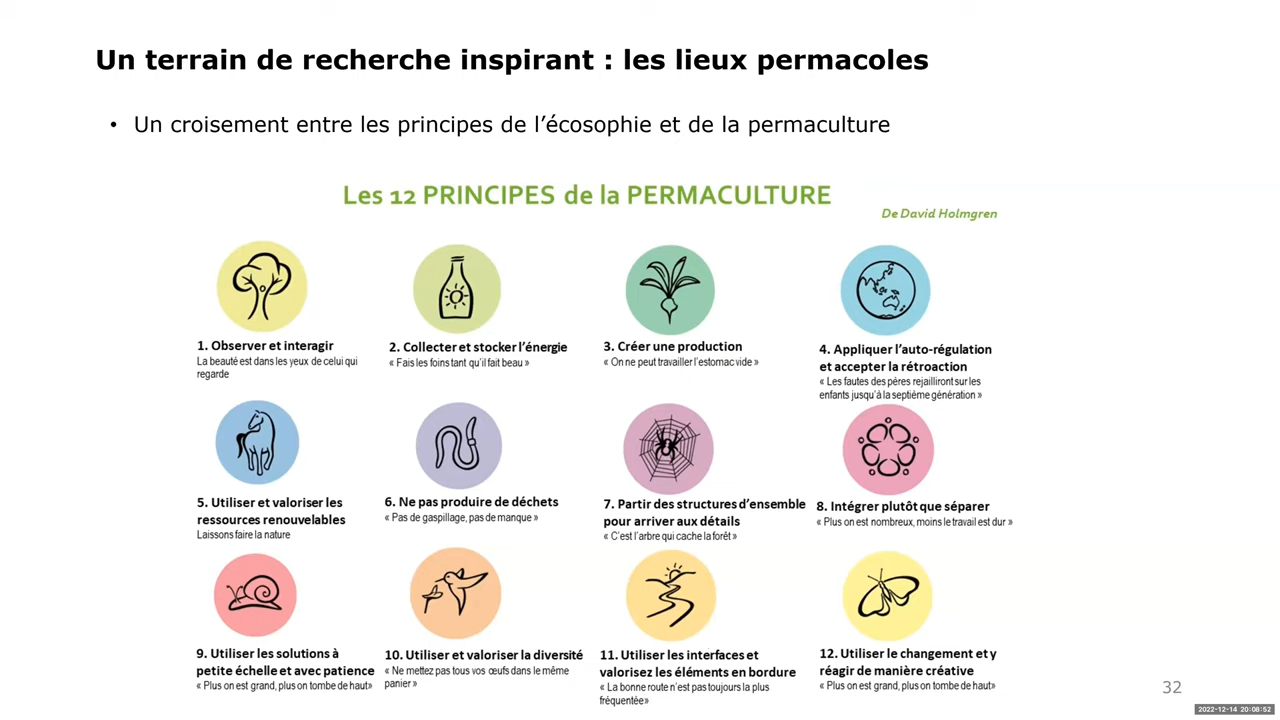 Un terrain de recherche inspirant : les lieux permacoles
• Un croisement entre les principes de l’écosophie et de la permaculture
Les 12 PRINCIPES de la PERMACULTURE
De David Holmgren
1. Observer et interagir
La beauté est dans les yeux de celui qui
regarde
2. Collecter et stocker l’énergie
« Fais les foins tant qu’il fait beau »
3. Créer une production
« On ne peut travailler l’estomac vide »
4. Appliquer l’auto-régulation
et accepter la rétroaction
« Les fautes des pères rejailliront sur les
enfants jusqu’à la septième génération »
5. Utiliser et valoriser les
ressources renouvelables
Laissons faire la nature
6. Ne pas produire de déchets
« Pas de gaspillage, pas de manque »
7. Partir des structures d’ensemble
pour arriver aux détails
« C’est l’arbre qui cache la forêt »
8. Intégrer plutôt que séparer
« Plus on est nombreux, moins le travail est dur »
9. Utiliser les solutions à
petite échelle et avec patience
« Plus on est grand, plus on tombe de haut»
10. Utiliser et valoriser la diversité
« Ne mettez pas tous vos œufs dans le même
panier »
11. Utiliser les interfaces et
valorisez les éléments en bordure
« La bonne route n’est pas toujours la plus
fréquentée»
12. Utiliser le changement et y
réagir de manière créative
« Plus on est grand, plus on tombe de haut»
32
2022-12-14 20:08:52